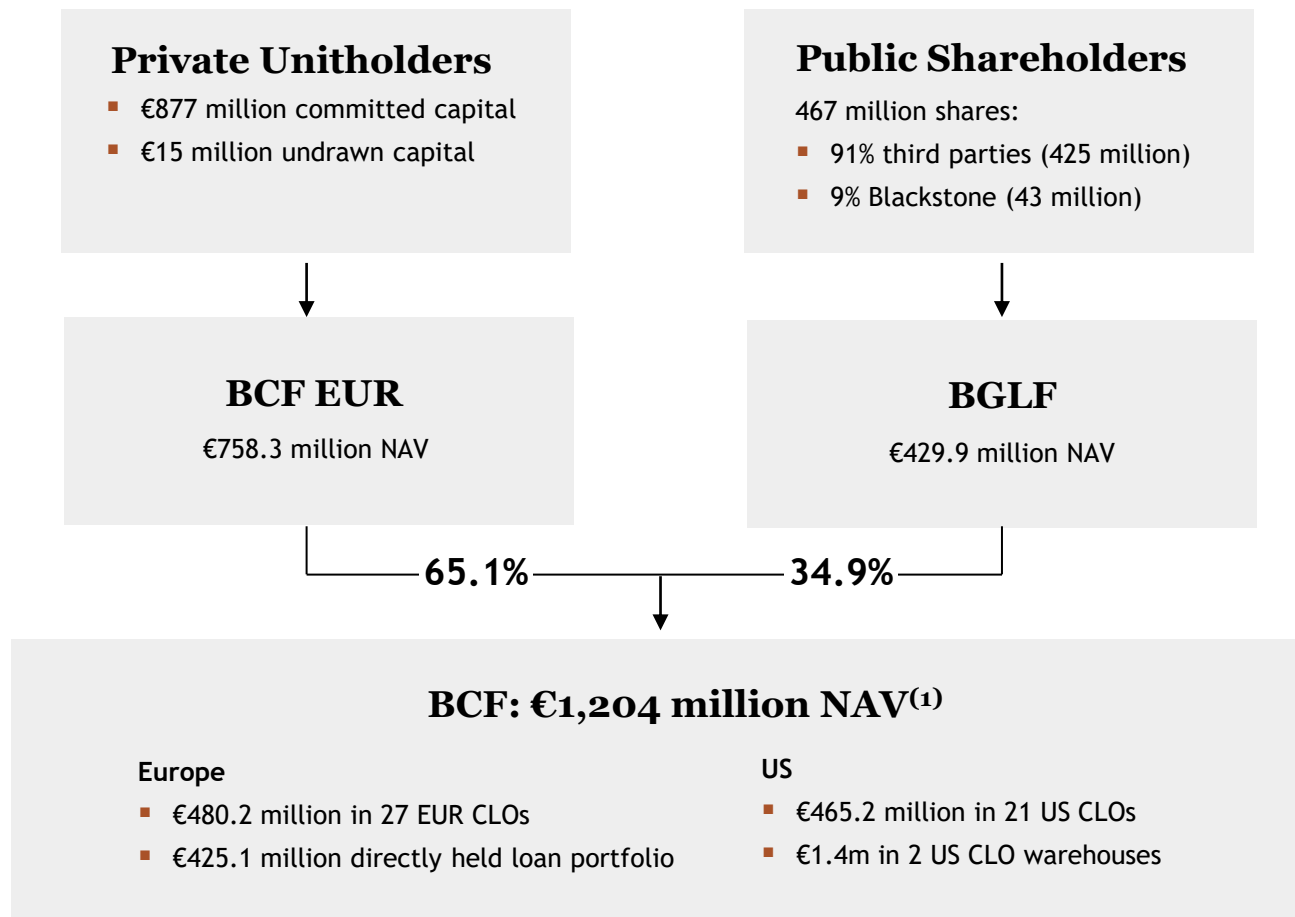 Private Unitholders
▪ €877 million committed capital
▪ €15 million undrawn capital
Public Shareholders
467 million shares:
▪ 91% third parties (425 million)
▪ 9% Blackstone (43 million)
BCF EUR
€758.3 million NAV
BGLF
€429.9 million NAV
65.1%
34.9%
BCF: €1,204 million NAV(1)
Europe
▪ €480.2 million in 27 EUR CLOs
▪ €425.1 million directly held loan portfolio
US
▪ €465.2 million in 21 US CLOs
▪ €1.4m in 2 US CLO warehouses